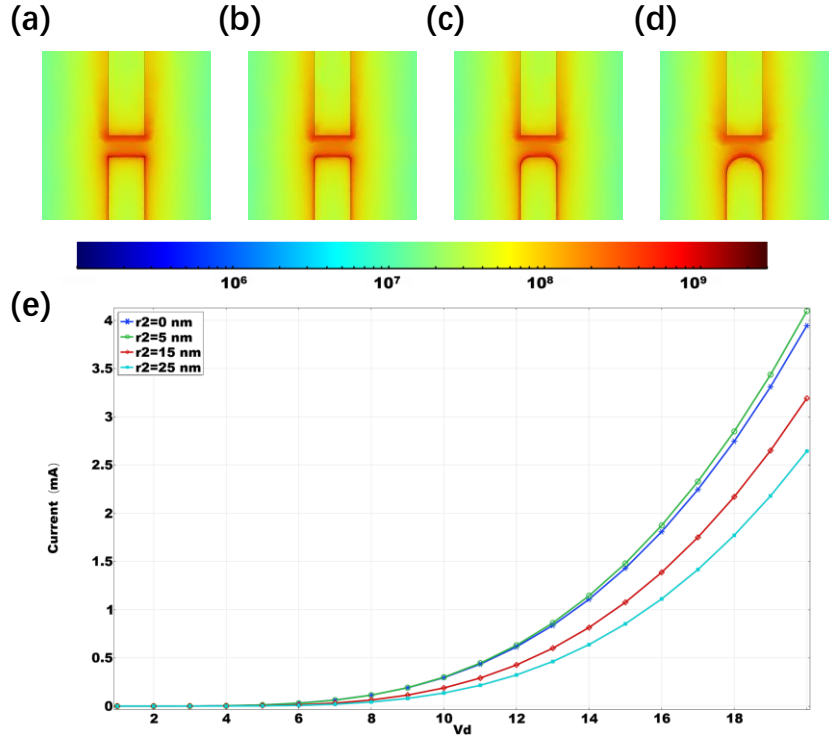 (a) (b) (c) (d)
10⁶ 10⁷ 10⁸ 10⁹
(e)
r2=0 nm
r2=5 nm
r2=15 nm
r2=25 nm
4
3.5
3
2.5
2
1.5
1
0.5
0
Current (mA)
2 4 6 8 10 12 14 16 18
Vd